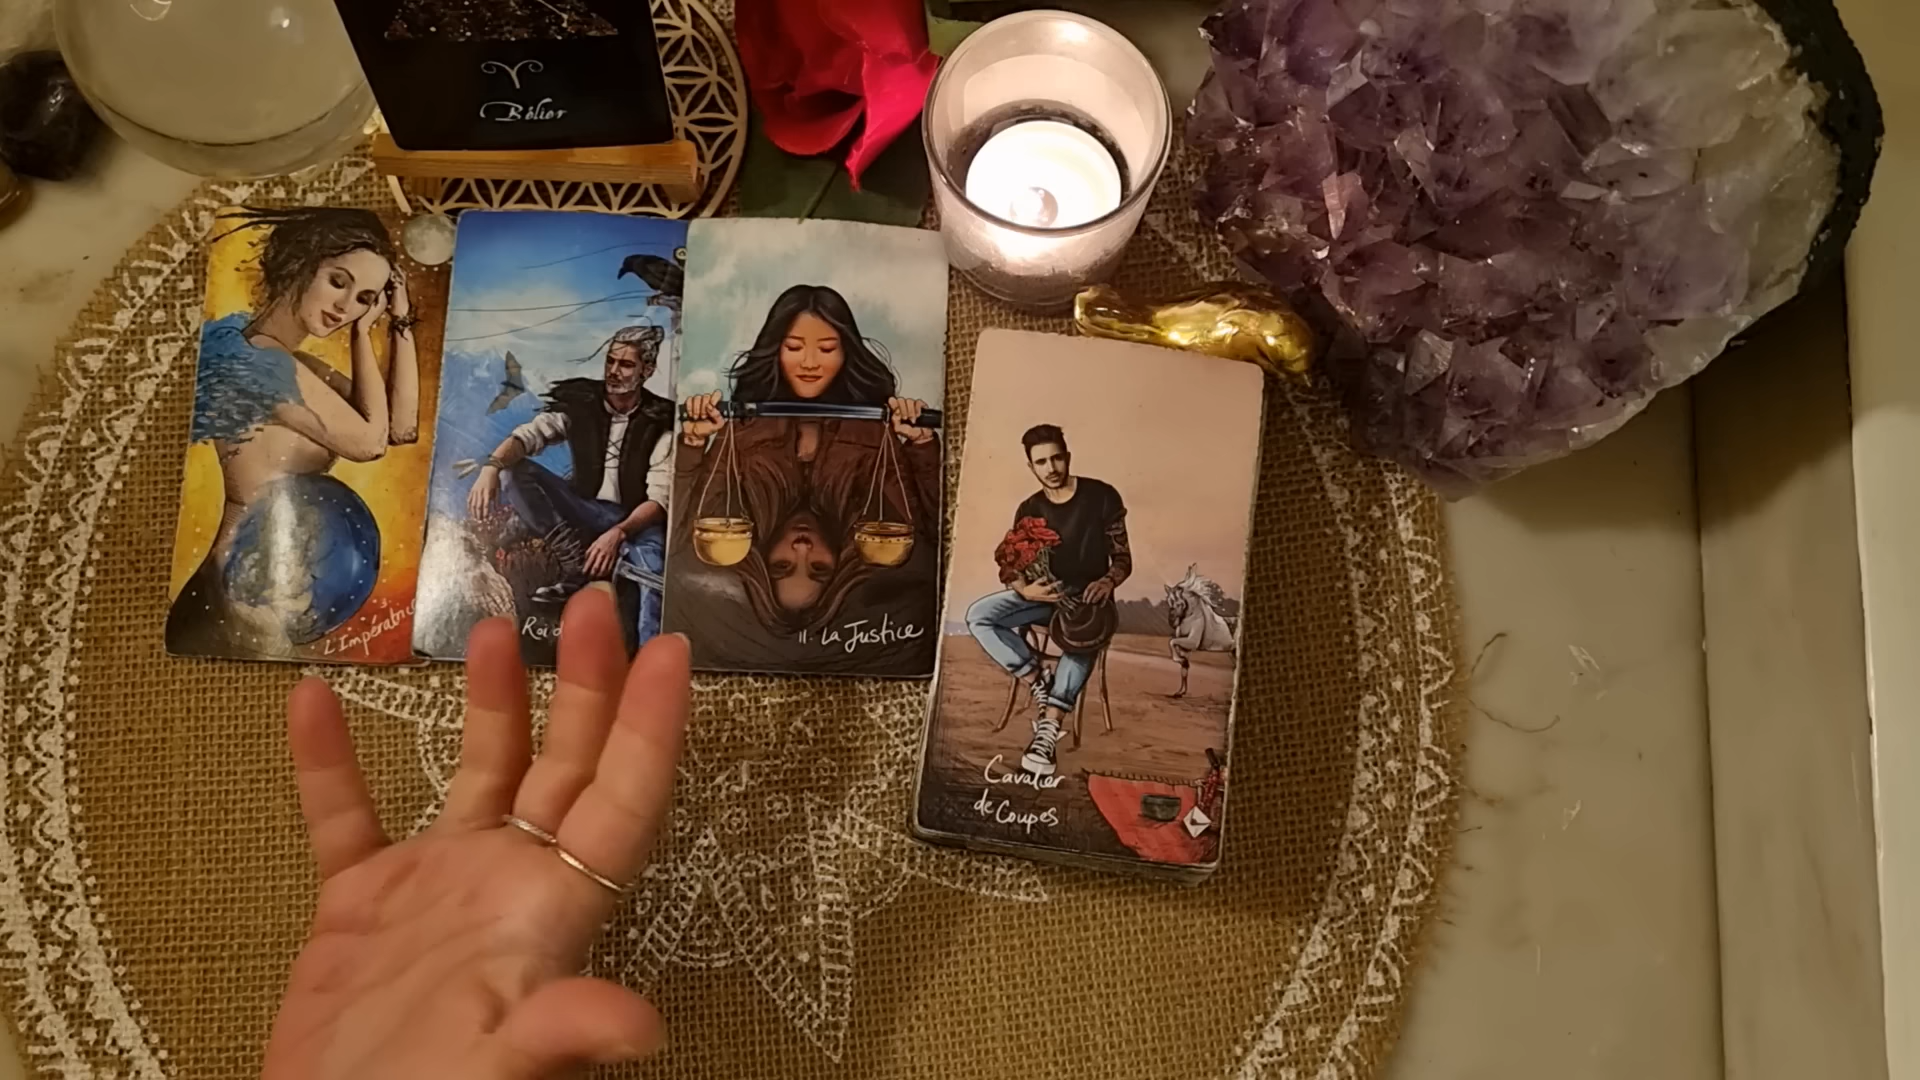 Bélier
3.
L'Impératrice
Roi d
11. La Justice
Cavalier
de Coupes